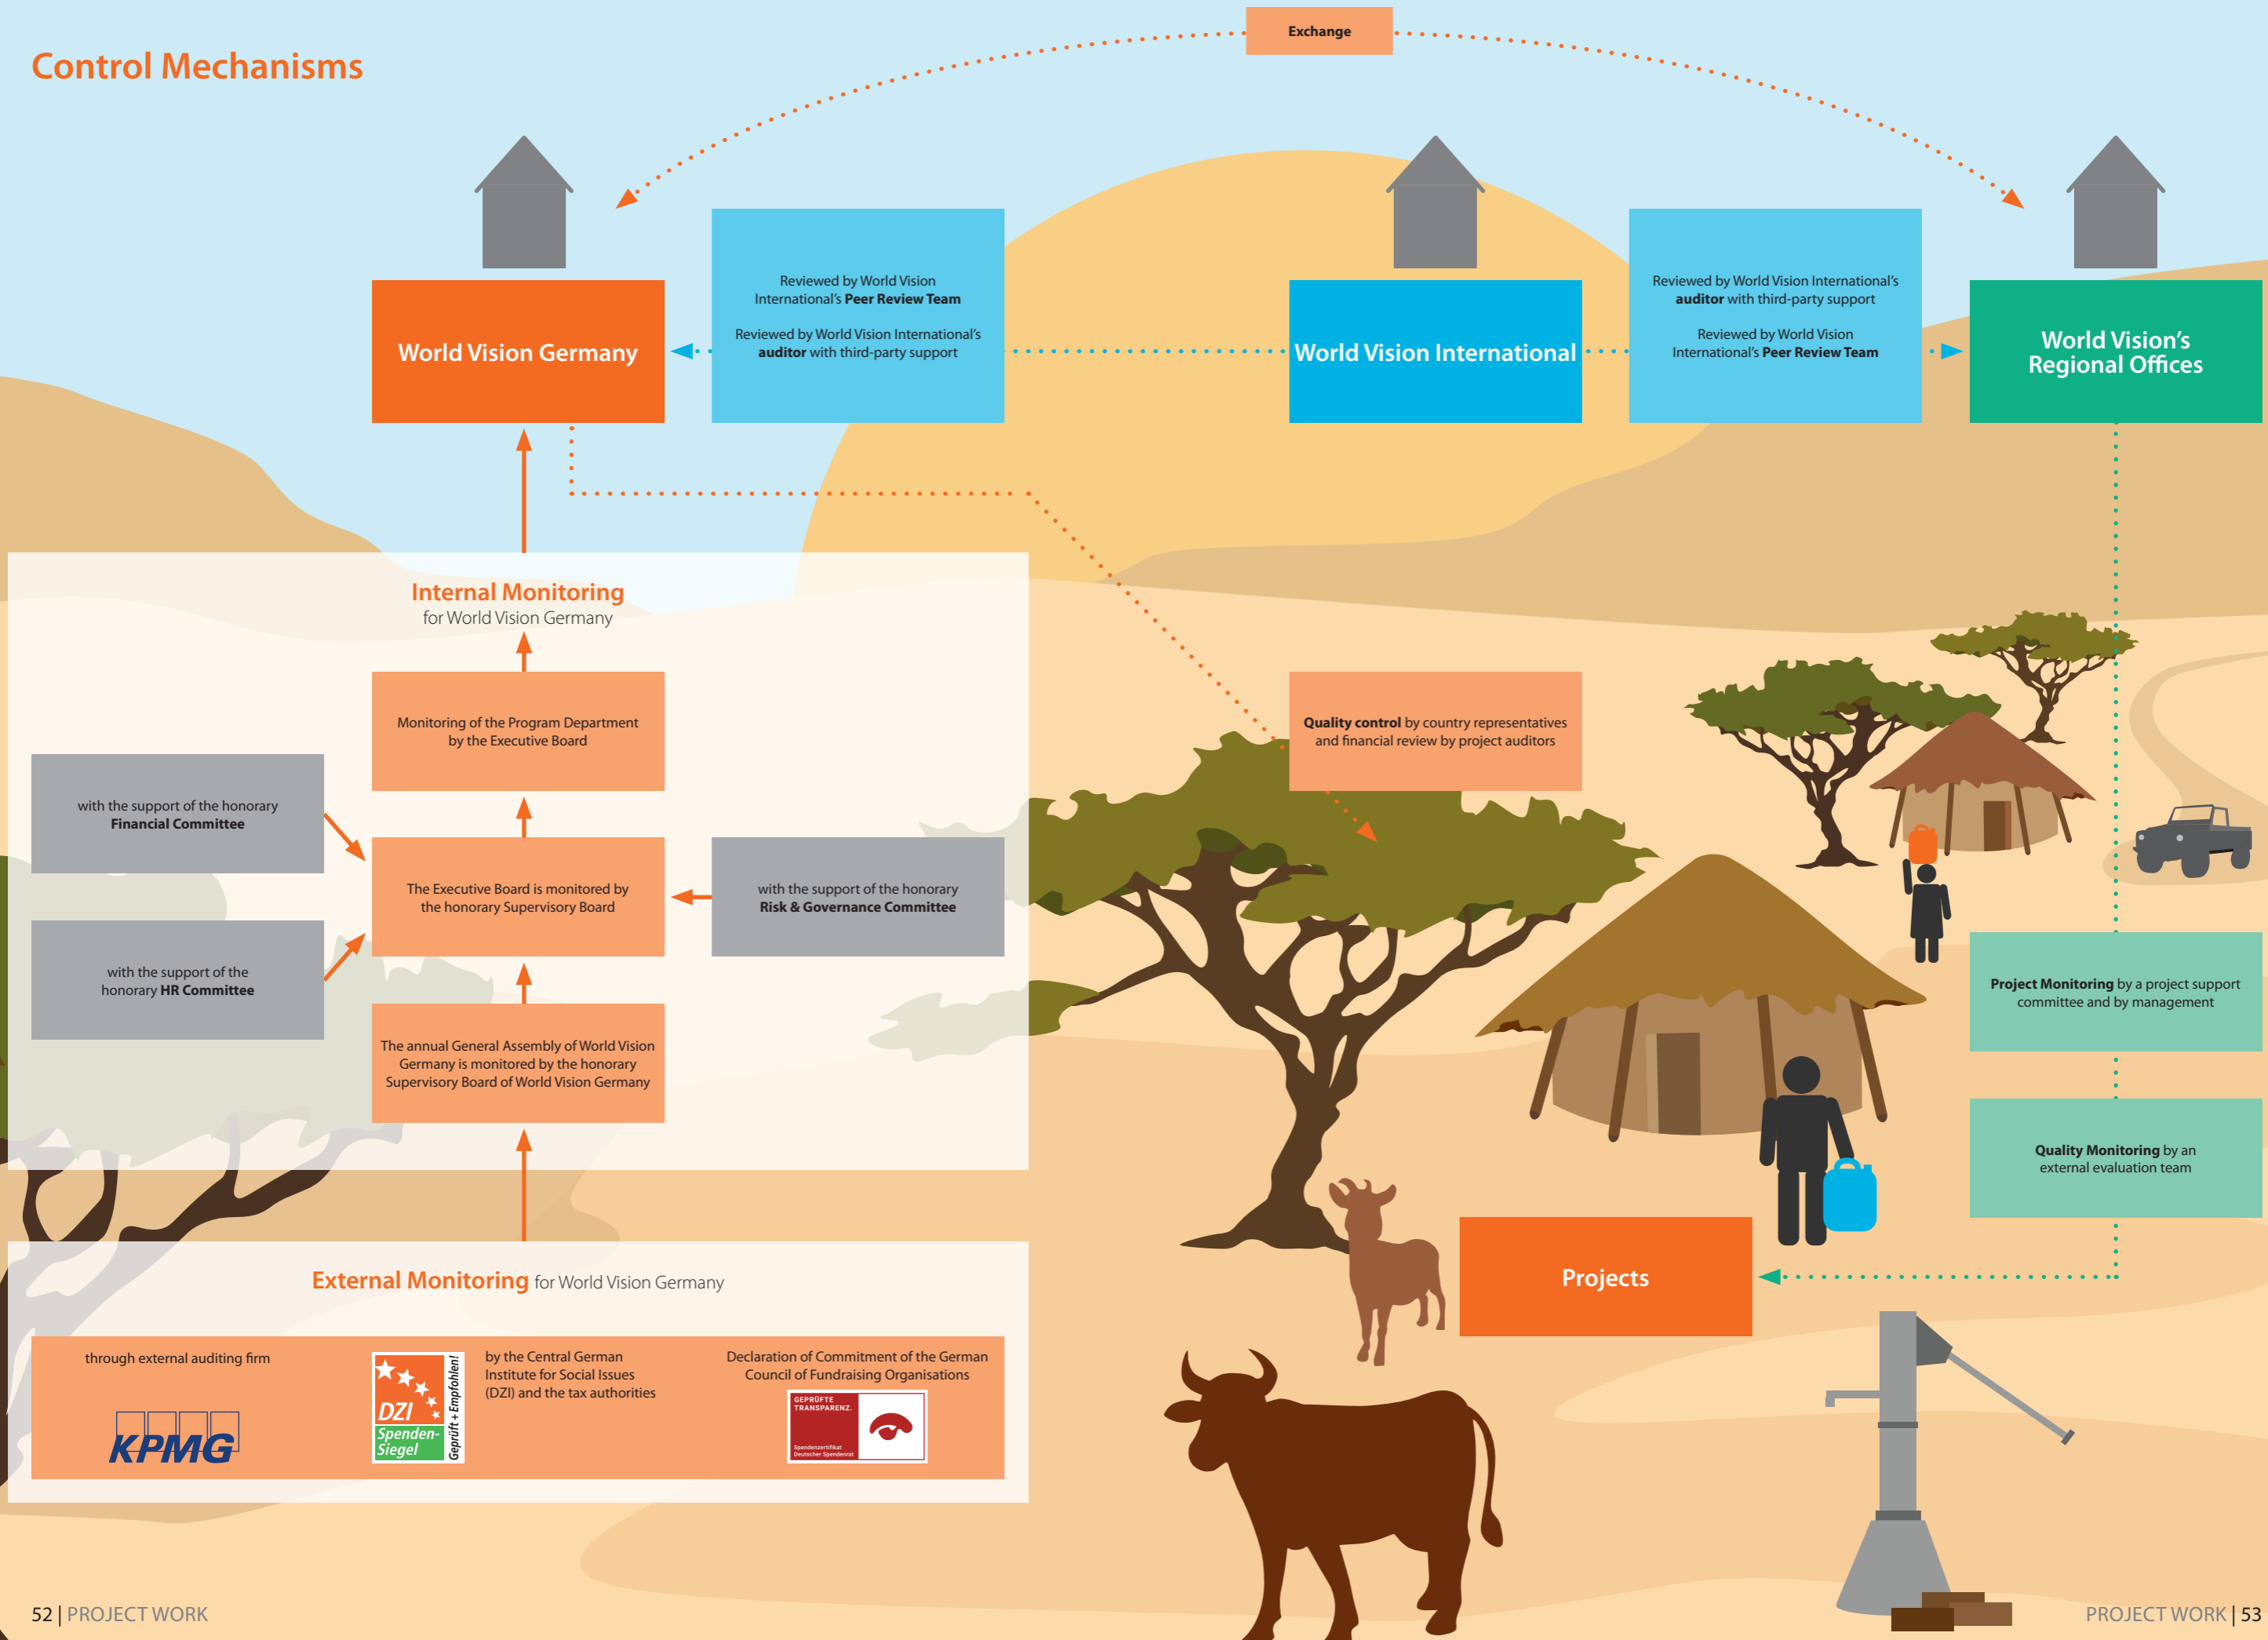 Control Mechanisms
Exchange
World Vision Germany
Reviewed by World Vision
International's Peer Review Team
Reviewed by World Vision International's
auditor with third-party support
World Vision International
Reviewed by World Vision International's
auditor with third-party support
Reviewed by World Vision
International's Peer Review Team
World Vision's
Regional Offices
Internal Monitoring
for World Vision Germany
Monitoring of the Program Department
by the Executive Board
with the support of the honorary
Financial Committee
The Executive Board is monitored by
the honorary Supervisory Board
with the support of the honorary
Risk & Governance Committee
with the support of the
honorary HR Committee
The annual General Assembly of World Vision
Germany is monitored by the honorary
Supervisory Board of World Vision Germany
Quality control by country representatives
and financial review by project auditors
Project Monitoring by a project support
committee and by management
Quality Monitoring by an
external evaluation team
Projects
External Monitoring for World Vision Germany
through external auditing firm
KPMG
DZI
Spenden-
Siegel
Geprüft + Empfohlen!
by the Central German
Institute for Social Issues
(DZI) and the tax authorities
Declaration of Commitment of the German
Council of Fundraising Organisations
GEPRÜFTE
TRANSPARENZ.
Spendenzertifikat
Deutscher Spendenrat
52 | PROJECT WORK
PROJECT WORK | 53